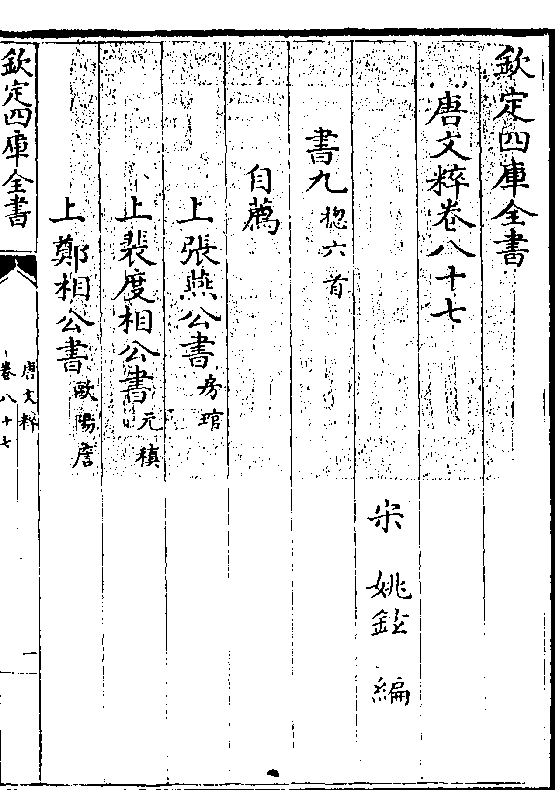 欽定四庫全書
唐文粹卷八十七
宋 姚鉉 編
書九 揔六首
自薦
上張燕公書 房琯
上裴度相公書 元稹
上鄭相公書 歐陽詹
欽定四庫全書
唐文粹
卷八十七
一